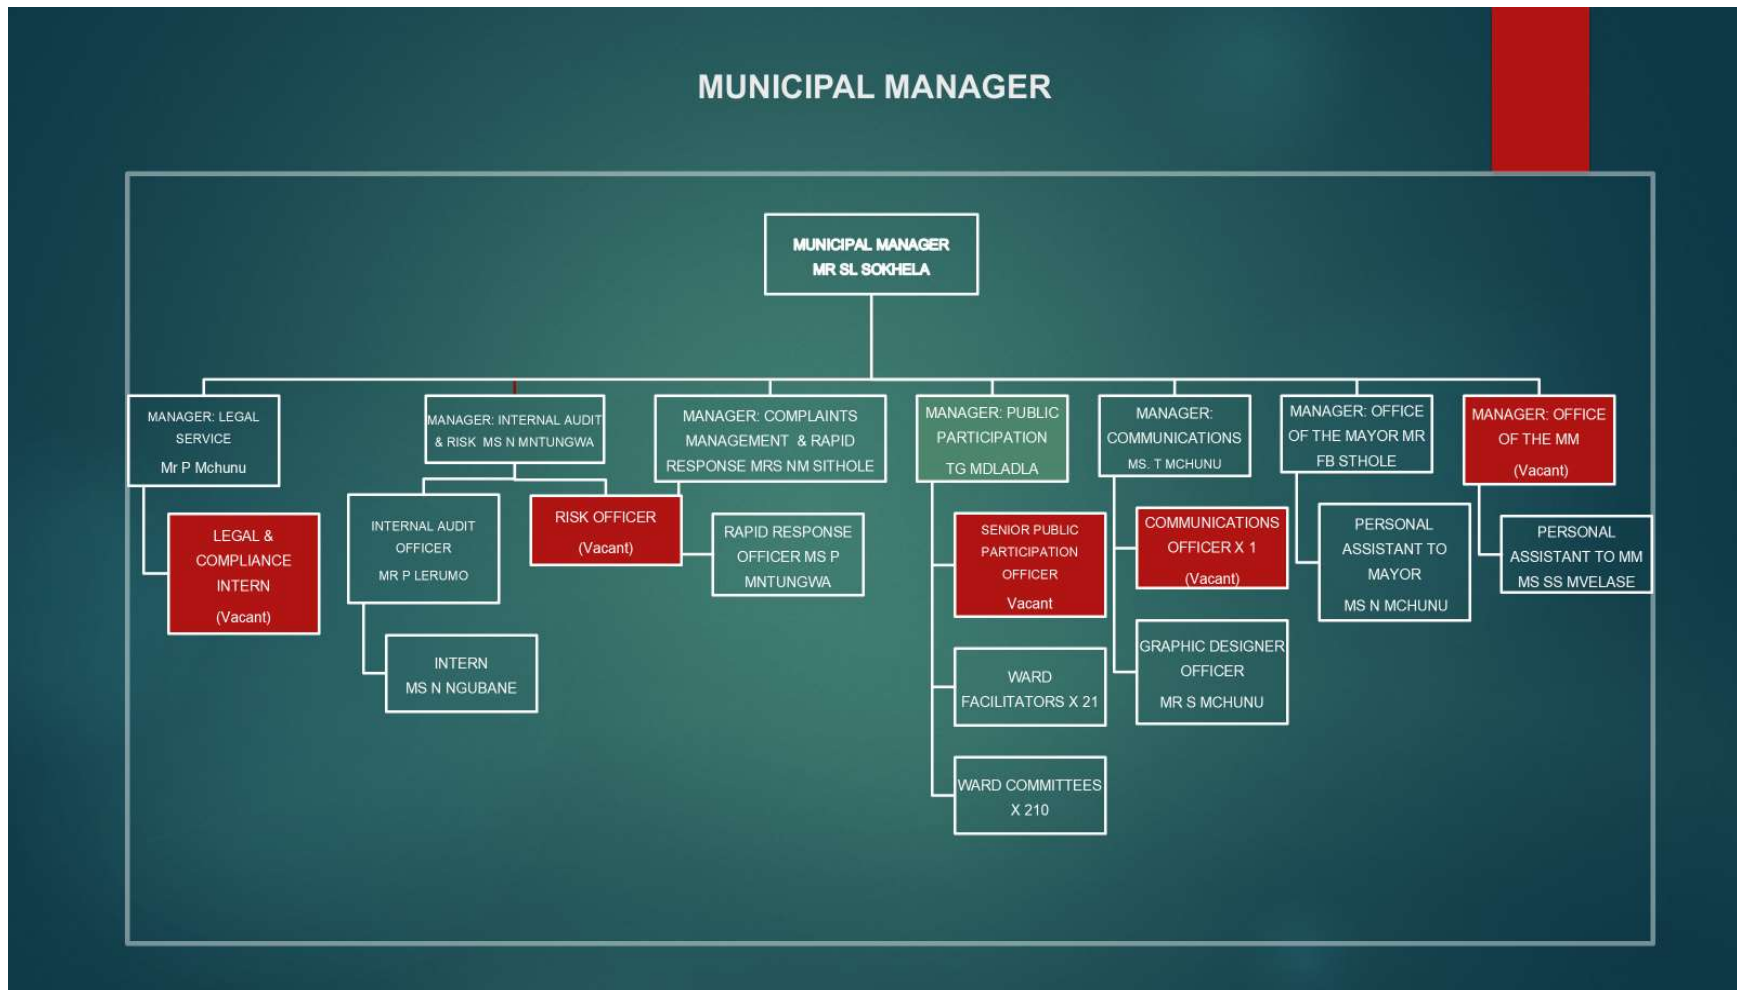 MUNICIPAL MANAGER
MUNICIPAL MANAGER
MR SL SOKHELA
MANAGER: LEGAL
SERVICE
Mr P Mchunu
MANAGER: INTERNAL AUDIT
& RISK MS N MNTUNGWA
MANAGER: COMPLAINTS
MANAGEMENT & RAPID
RESPONSE MRS NM SITHOLE
MANAGER: PUBLIC
PARTICIPATION
TG MDLADLA
MANAGER:
COMMUNICATIONS
MS. T MCHUNU
MANAGER: OFFICE
OF THE MAYOR MR
FB STHOLE
MANAGER: OFFICE
OF THE MM
(Vacant)
LEGAL &
COMPLIANCE
INTERN
(Vacant)
INTERNAL AUDIT
OFFICER
MR P LERUMO
RISK OFFICER
(Vacant)
RAPID RESPONSE
OFFICER MS P
MNTUNGWA
SENIOR PUBLIC
PARTICIPATION
OFFICER
Vacant
COMMUNICATIONS
OFFICER X 1
(Vacant)
PERSONAL
ASSISTANT TO
MAYOR
MS N MCHUNU
PERSONAL
ASSISTANT TO MM
MS SS MVELASE
INTERN
MS N NGUBANE
WARD
FACILITATORS X 21
GRAPHIC DESIGNER
OFFICER
MR S MCHUNU
WARD COMMITTEES
X 210